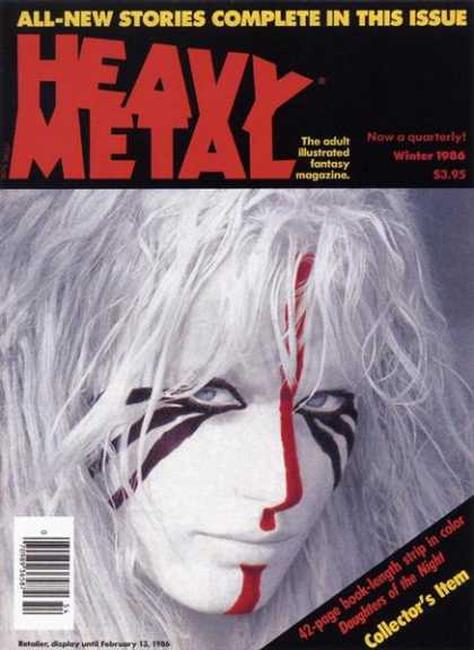 ALL-NEW STORIES COMPLETE IN THIS ISSUE
HEAVY
METAL
®
The adult
illustrated
fantasy
magazine.
Now a quarterly!
Winter 1986
$3.95
42-page book-length strip in color
Daughters of the Night
Collector's Item
Retailer, display until February 13, 1986